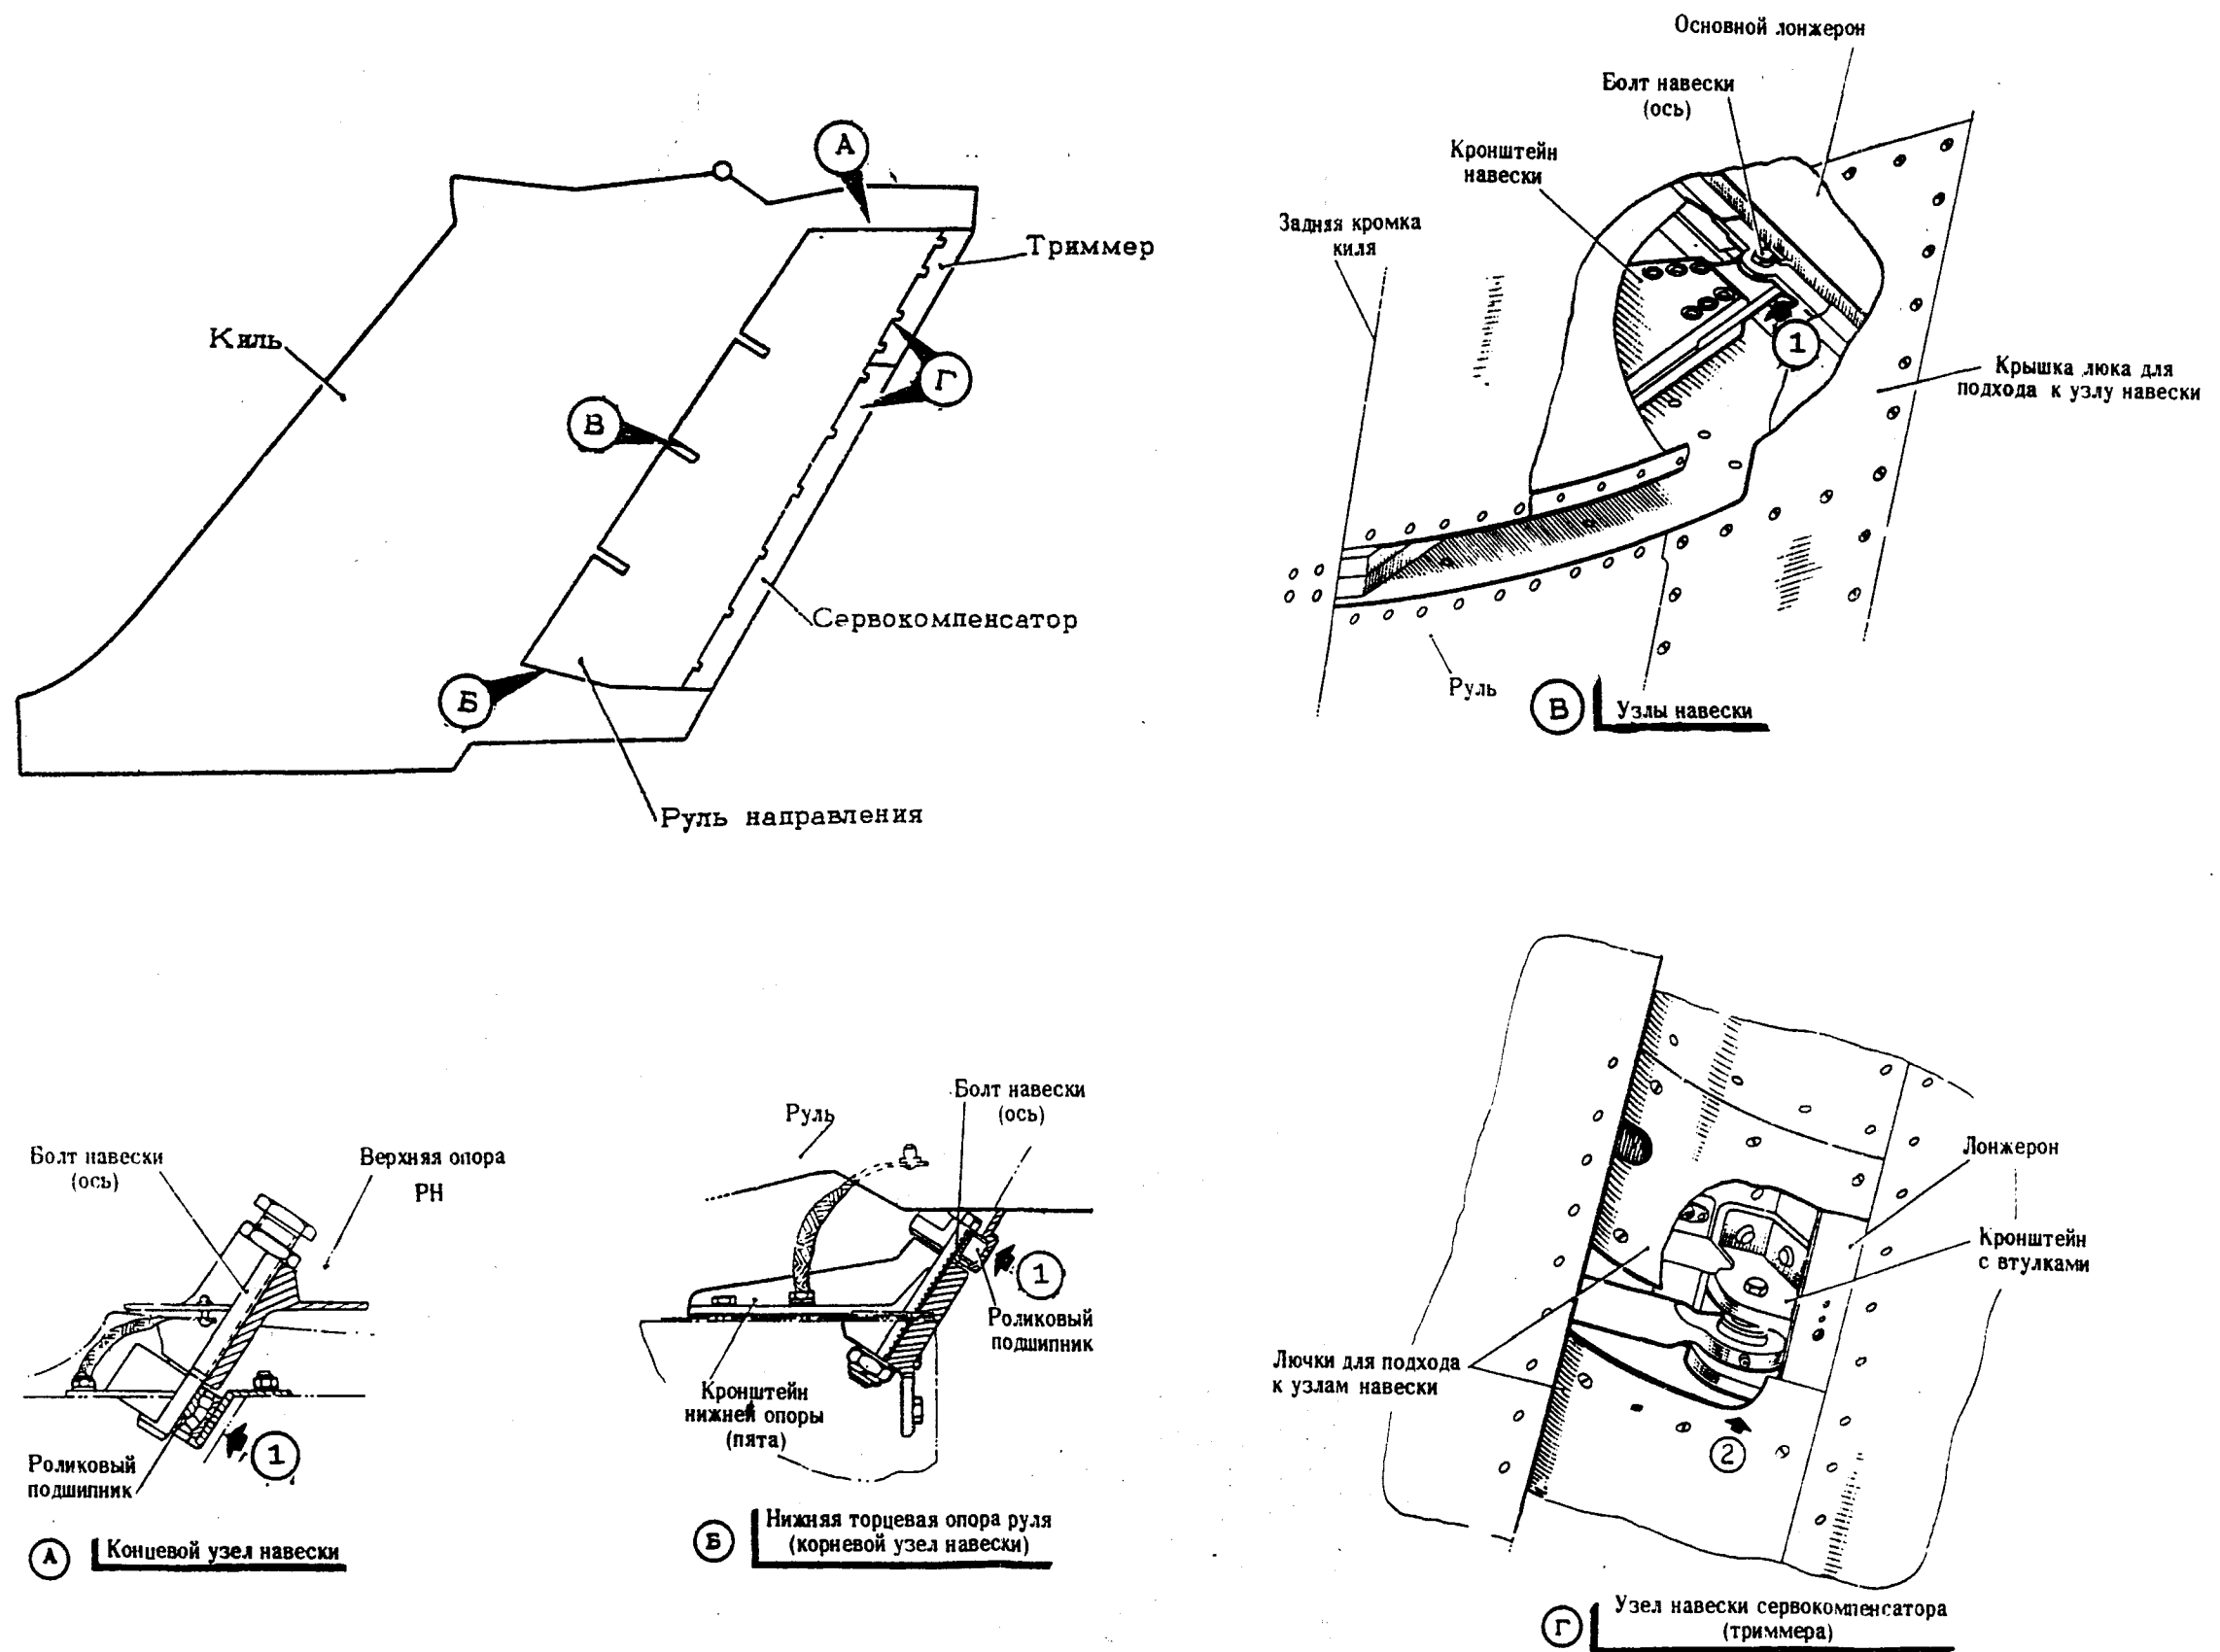 А
Триммер
Киль
Г
В
Сервокомпенсатор
Б
Руль направления
Основной лонжерон
Болт навески
(ось)
Кронштейн
навески
Задняя кромка
киля
1
Крышка люка для
подхода к узлу навески
Руль
В
Узлы навески
Болт навески
(ось)
Верхняя опора
РН
Роликовый
подшипник
1
А
Концевой узел навески
Руль
Болт навески
(ось)
1
Роликовый
подшипник
Кронштейн
нижней опоры
(пята)
Б
Нижняя торцевая опора руля
(корневой узел навески)
Лонжерон
Кронштейн
с втулками
Лючки для подхода
к узлам навески
2
Г
Узел навески сервокомпенсатора
(триммера)